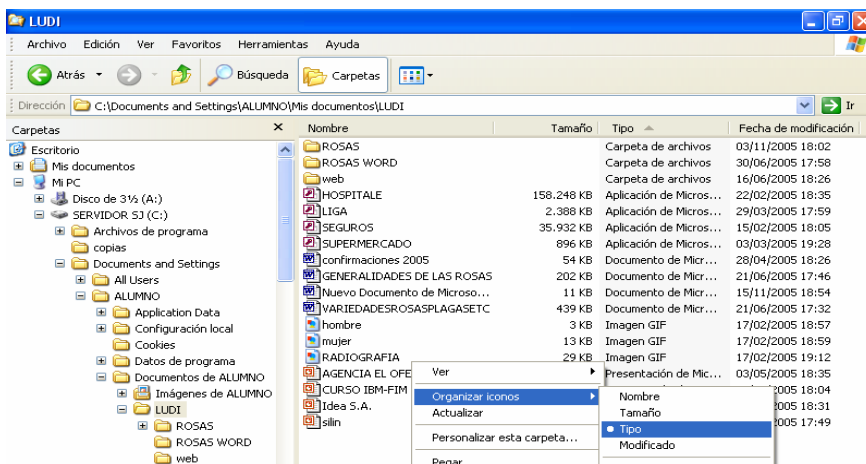 LUDI
Archivo Edición Ver Favoritos Herramientas Ayuda
Atrás Búsqueda Carpetas
Dirección C:\Documents and Settings\ALUMNO\Mis documentos\LUDI Ir
Carpetas
Escritorio
Mis documentos
Mi PC
Disco de 3½ (A:)
SERVIDOR SJ (C:)
Archivos de programa
copias
Documents and Settings
All Users
ALUMNO
Application Data
Configuración local
Cookies
Datos de programa
Documentos de ALUMNO
Imágenes de ALUMNO
LUDI
ROSAS
ROSAS WORD
web
Nombre Tamaño Tipo Fecha de modificación
ROSAS Carpeta de archivos 03/11/2005 18:02
ROSAS WORD Carpeta de archivos 30/06/2005 17:58
web Carpeta de archivos 16/06/2005 18:26
HOSPITALE 158.248 KB Aplicación de Micros... 22/02/2005 18:35
LIGA 2.388 KB Aplicación de Micros... 29/03/2005 17:59
SEGUROS 35.932 KB Aplicación de Micros... 15/02/2005 18:05
SUPERMERCADO 896 KB Aplicación de Micros... 03/03/2005 19:28
confirmaciones 2005 54 KB Documento de Micr... 28/04/2005 18:26
GENERALIDADES DE LAS ROSAS 202 KB Documento de Micr... 21/06/2005 17:46
Nuevo Documento de Microso... 11 KB Documento de Micr... 15/11/2005 18:54
VARIEDADESROSASPLAGASETC 439 KB Documento de Micr... 21/06/2005 17:32
hombre 3 KB Imagen GIF 17/02/2005 18:57
mujer 13 KB Imagen GIF 17/02/2005 18:59
RADIOGRAFIA 29 KB Imagen GIF 17/02/2005 19:12
AGENCIA EL OFE Presentación de Mic... 03/05/2005 18:35
CURSO IBM-FIM 2005 18:04
Idea S.A. 2005 18:31
silin 2005 17:49
Ver
Organizar iconos
Actualizar
Personalizar esta carpeta...
Pegar
Nombre
Tamaño
Tipo
Modificado